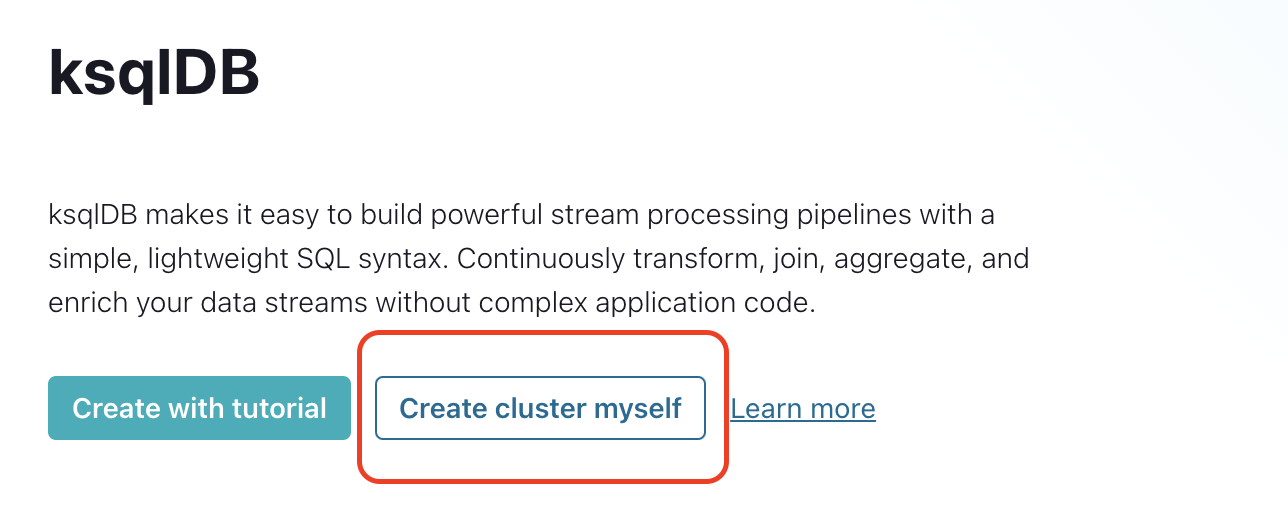 ksqlDB
ksqlDB makes it easy to build powerful stream processing pipelines with a
simple, lightweight SQL syntax. Continuously transform, join, aggregate, and
enrich your data streams without complex application code.
Create with tutorial Create cluster myself Learn more